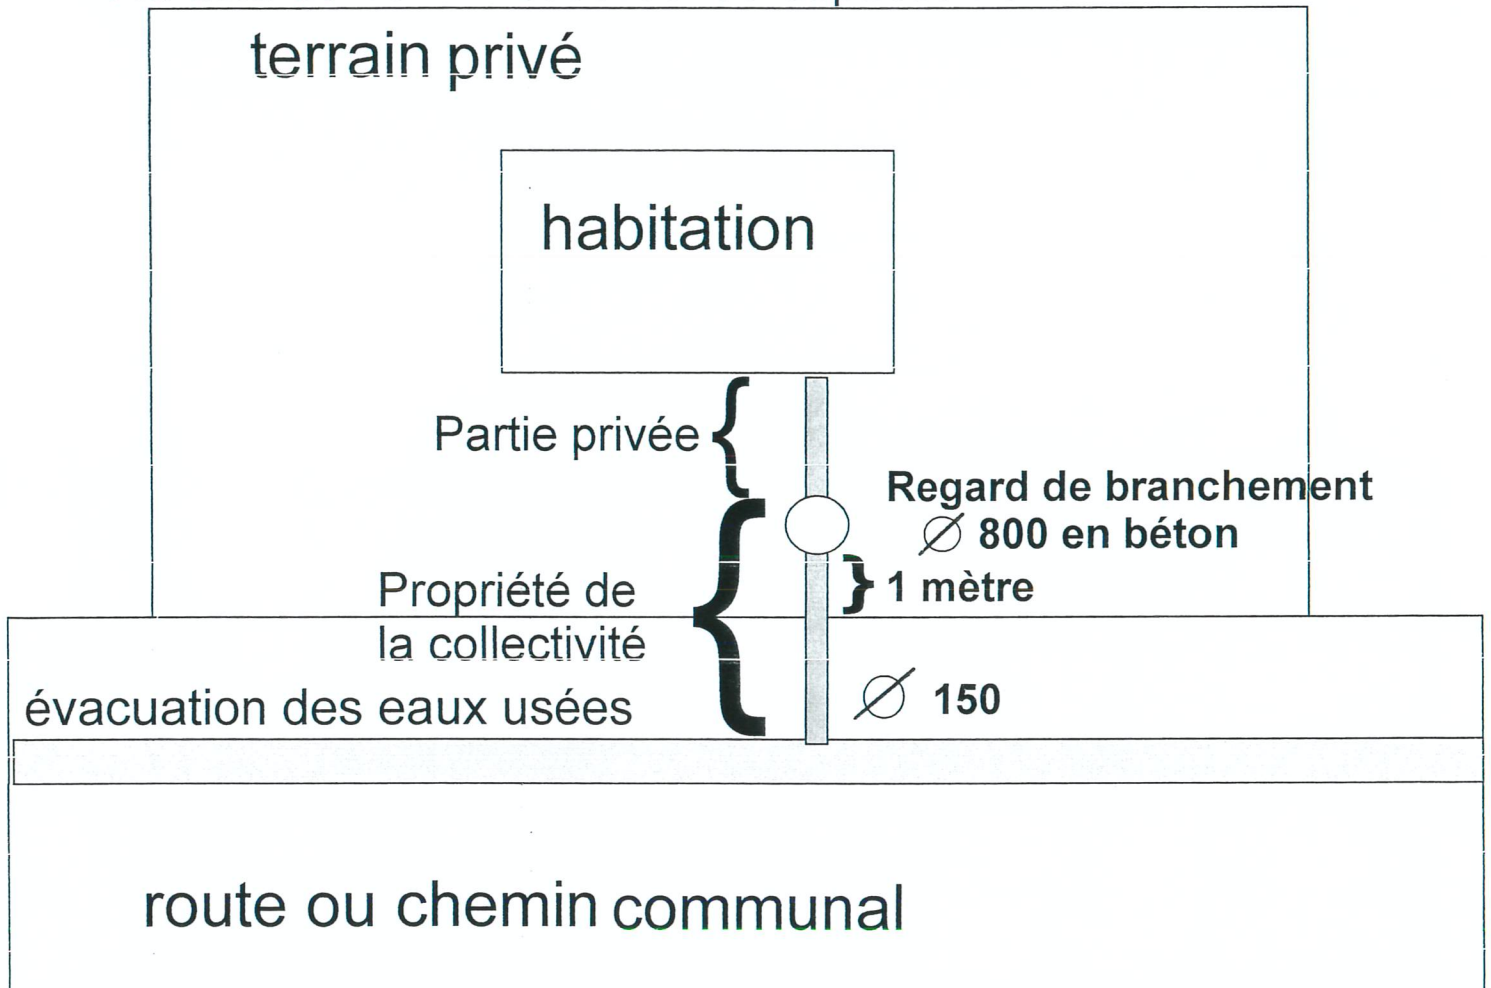 terrain privé
habitation
Partie privée
Regard de branchement
∅ 800 en béton
1 mètre
Propriété de
la collectivité
∅ 150
évacuation des eaux usées
route ou chemin communal